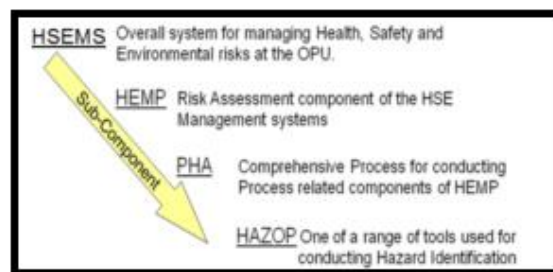 HSEMS Overall system for managing Health, Safety and
Environmental risks at the OPU.
HEMP Risk Assessment component of the HSE
Management systems
Sub-Component
PHA Comprehensive Process for conducting
Process related components of HEMP
HAZOP One of a range of tools used for
conducting Hazard Identification